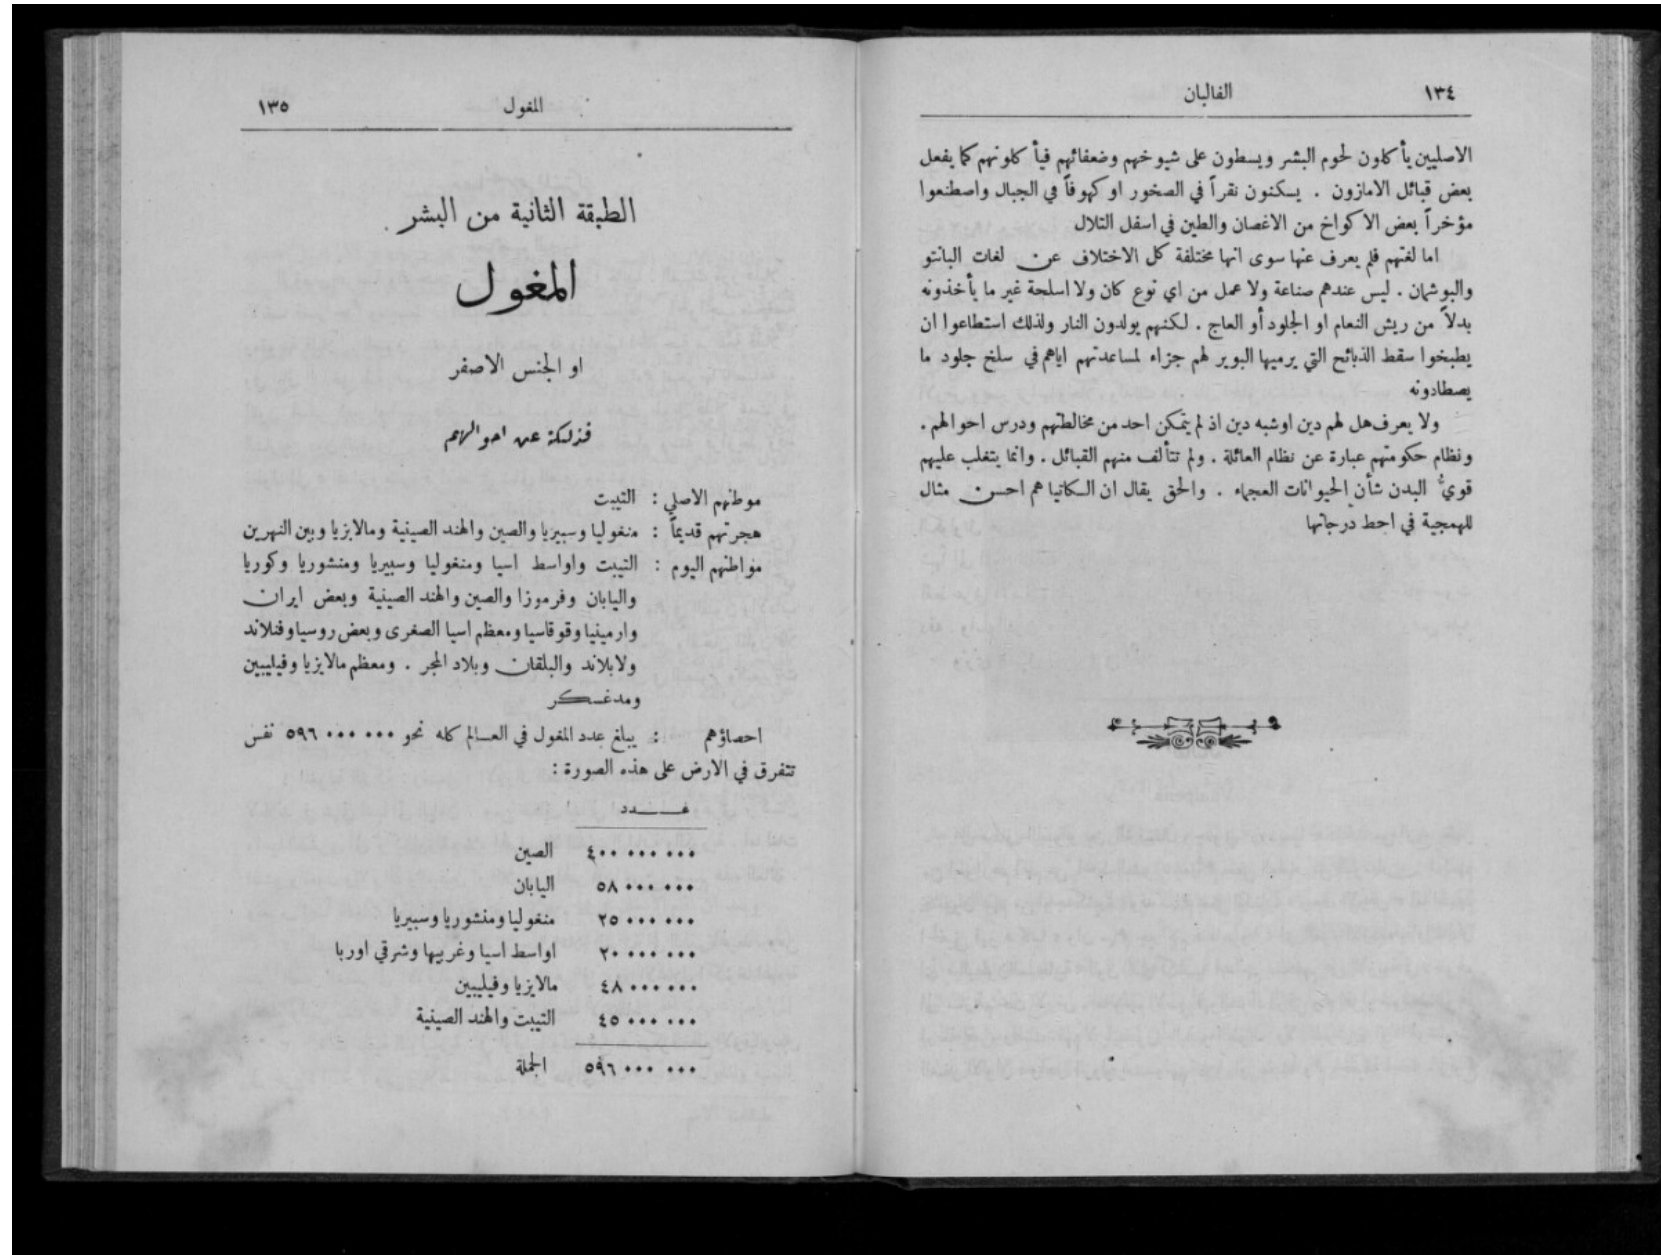 ١٣٤
الفالبان
الاصليين يأكلون لحوم البشر ويسطون على شيوخهم وضعفائهم فيأكلونهم كما يفعل
بعض قبائل الامازون . يسكنون نقراً في الصخور او كهوفاً في الجبال واصطنعوا
مؤخراً بعض الاكواخ من الاغصان والطين في اسفل التلال
اما لغتهم فلم يعرف عنها سوى انها مختلفة كل الاختلاف عن لغات البانتو
والبوشمان . ليس عندهم صناعة ولا عمل من اي نوع كان ولا اسلحة غير ما يأخذونه
بدلاً من ريش النعام او الجلود أو العاج . لكنهم يولدون النار ولذلك استطاعوا ان
يطبخوا سقط الذبائح التي يرميها البوير لهم جزاء لمساعدتهم اياهم في سلخ جلود ما
يصطادونه
ولا يعرف هل لهم دين اوشبه دين اذ لم يتمكن احد من مخالطتهم ودرس احوالهم .
ونظام حكومتهم عبارة عن نظام العائلة . ولم تتألف منهم القبائل . وانما يتغلب عليهم
قويُّ البدن شأن الحيوانات العجماء . والحق يقال ان الكاتيا هم احسن مثال
للهمجية في احط درجاتها
المغول
١٣٥
الطبقة الثانية من البشر
المغول
او الجنس الاصفر
فذلكة عن احوالهم
موطنهم الاصلي : التيبت
هجرتهم قديماً : منغوليا وسيبريا والصين والهند الصينية ومالايزيا وبين النهرين
مواطنهم اليوم : التيبت واواسط اسيا ومنغوليا وسيبريا ومنشوريا وكوريا
واليابان وفرموزا والصين والهند الصينية وبعض ايران
وارمينيا وقوقاسيا ومعظم اسيا الصغرى وبعض روسيا وفنلاند
ولابلاند والبلقان وبلاد المجر . ومعظم مالايزيا وفيليبين
ومدغسكر
احصاؤهم : يبلغ عدد المغول في العالم كله نحو ٥٩٦ ٠٠٠ ٠٠٠ نفس
تتفرق في الارض على هذه الصورة :
عدد
٤٠٠ ٠٠٠ ٠٠٠ الصين
٥٨ ٠٠٠ ٠٠٠ اليابان
٢٥ ٠٠٠ ٠٠٠ منغوليا ومنشوريا وسيبريا
٢٠ ٠٠٠ ٠٠٠ اواسط اسيا وغربيها وشرقي اوربا
٤٨ ٠٠٠ ٠٠٠ مالايزيا وفيليبين
٤٥ ٠٠٠ ٠٠٠ التيبت والهند الصينية
٥٩٦ ٠٠٠ ٠٠٠ الجملة